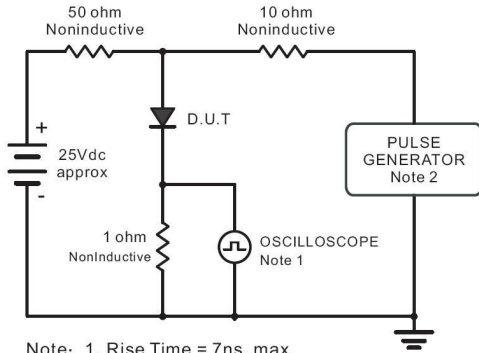 50 ohm
Noninductive
10 ohm
Noninductive
+
D.U.T
25Vdc
approx
-
PULSE
GENERATOR
Note 2
1 ohm
NonInductive
OSCILLOSCOPE
Note 1
Note: 1. Rise Time = 7ns, max.